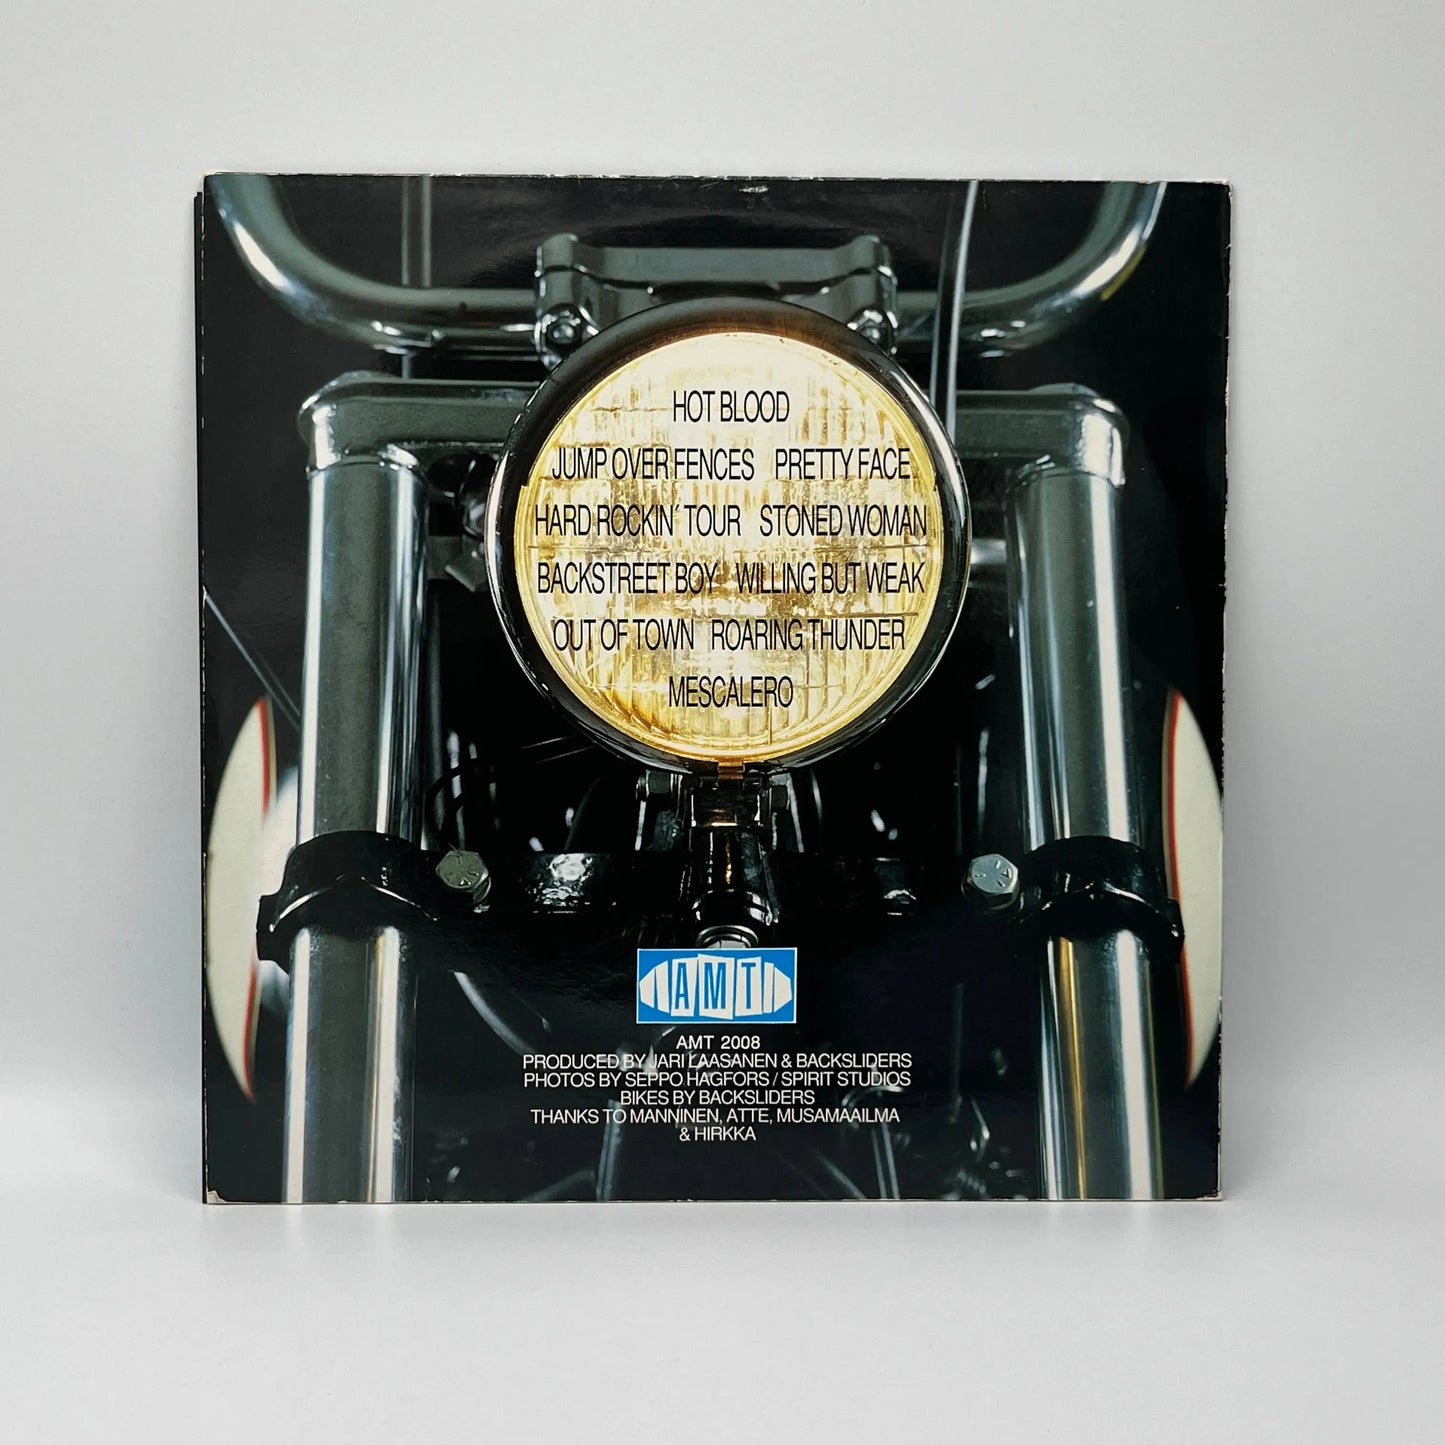 HOT BLOOD
JUMP OVER FENCES PRETTY FACE
HARD ROCKIN´ TOUR STONED WOMAN
BACKSTREET BOY WILLING BUT WEAK
OUT OF TOWN ROARING THUNDER
MESCALERO
AMT
AMT 2008
PRODUCED BY JARI LAASANEN & BACKSLIDERS
PHOTOS BY SEPPO HAGFORS / SPIRIT STUDIOS
BIKES BY BACKSLIDERS
THANKS TO MANNINEN, ATTE, MUSAMAAILMA
& HIRKKA